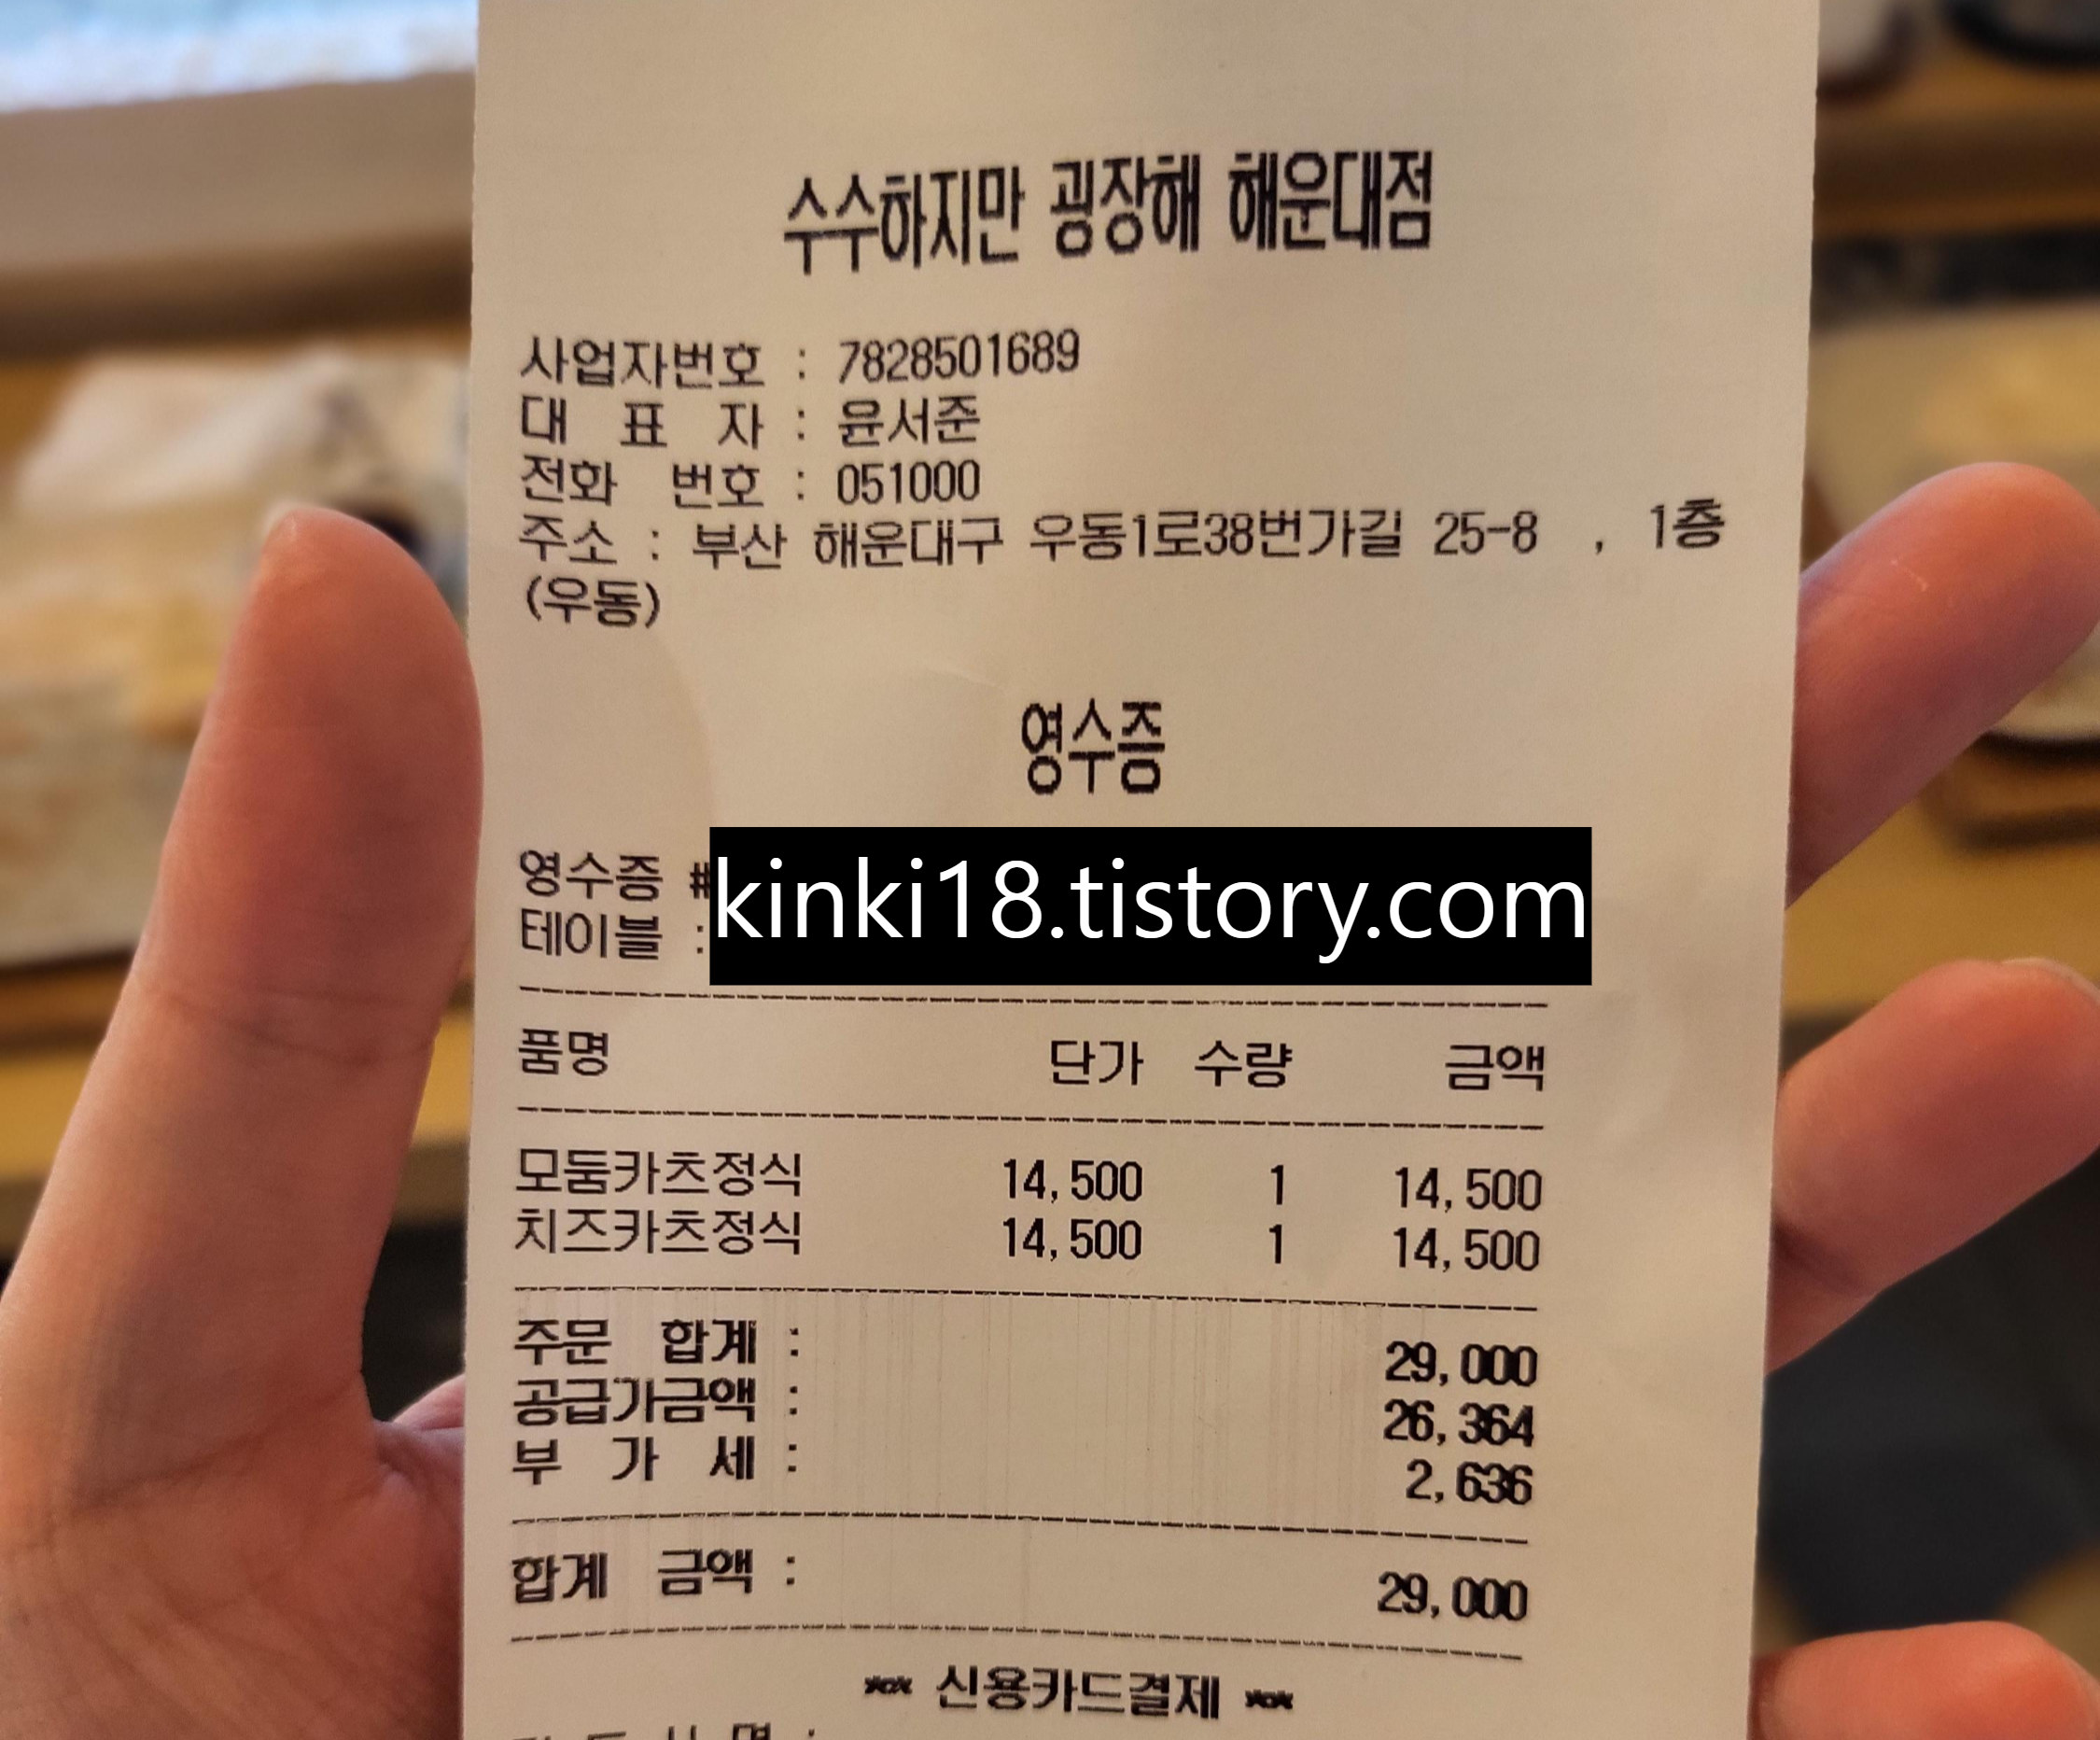 수수하지만 굉장해 해운대점
사업자번호 : 7828501689
대 표 자 : 윤서준
전화 번호 : 051000
주소 : 부산 해운대구 우동1로38번가길 25-8 , 1층
(우동)
영수증
영수증 #
kinki18.tistory.com
테이블 :
품명 단가 수량 금액
모둠카츠정식 14,500 1 14,500
치즈카츠정식 14,500 1 14,500
주문 합계 : 29,000
공급가금액 : 26,364
부 가 세 : 2,636
합계 금액 : 29,000
** 신용카드결제 **